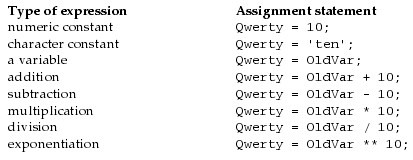 Type of expression Assignment statement
numeric constant Qwerty = 10;
character constant Qwerty = 'ten';
a variable Qwerty = OldVar;
addition Qwerty = OldVar + 10;
subtraction Qwerty = OldVar - 10;
multiplication Qwerty = OldVar * 10;
division Qwerty = OldVar / 10;
exponentiation Qwerty = OldVar ** 10;